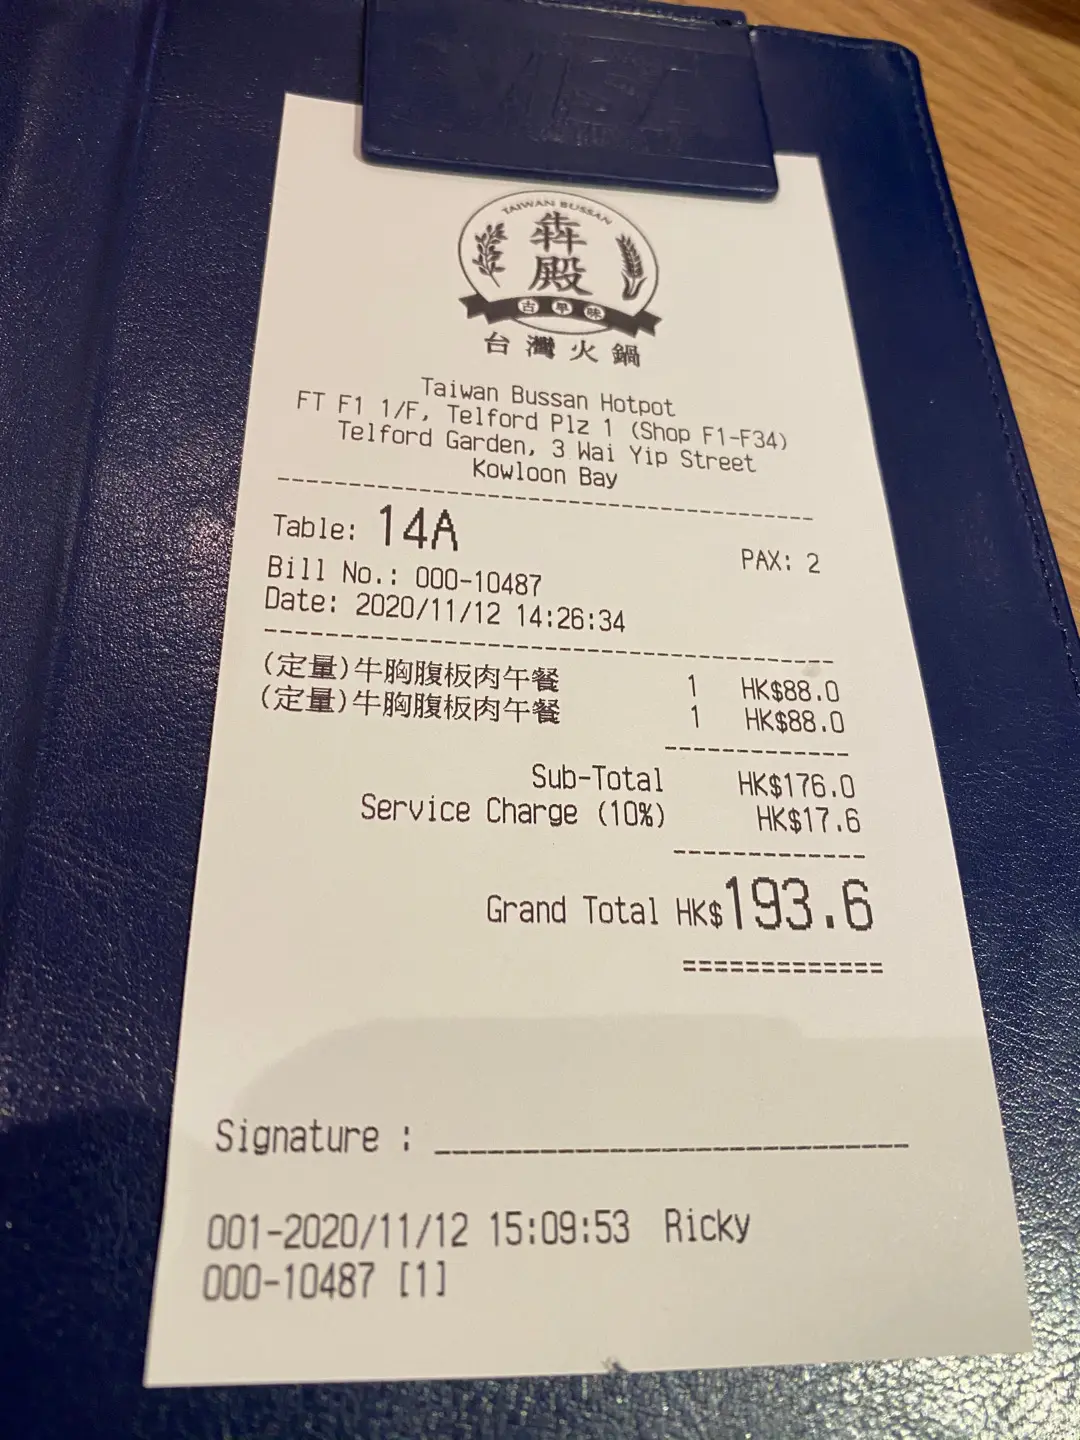 TAIWAN BUSSAN
犇
殿
古早味
台灣火鍋
Taiwan Bussan Hotpot
FT F1 1/F, Telford Plz 1 (Shop F1-F34)
Telford Garden, 3 Wai Yip Street
Kowloon Bay
Table: 14A PAX: 2
Bill No.: 000-10487
Date: 2020/11/12 14:26:34
(定量)牛胸腹板肉午餐 1 HK$88.0
(定量)牛胸腹板肉午餐 1 HK$88.0
Sub-Total HK$176.0
Service Charge (10%) HK$17.6
Grand Total HK$193.6
Signature :
001-2020/11/12 15:09:53 Ricky
000-10487 [1]